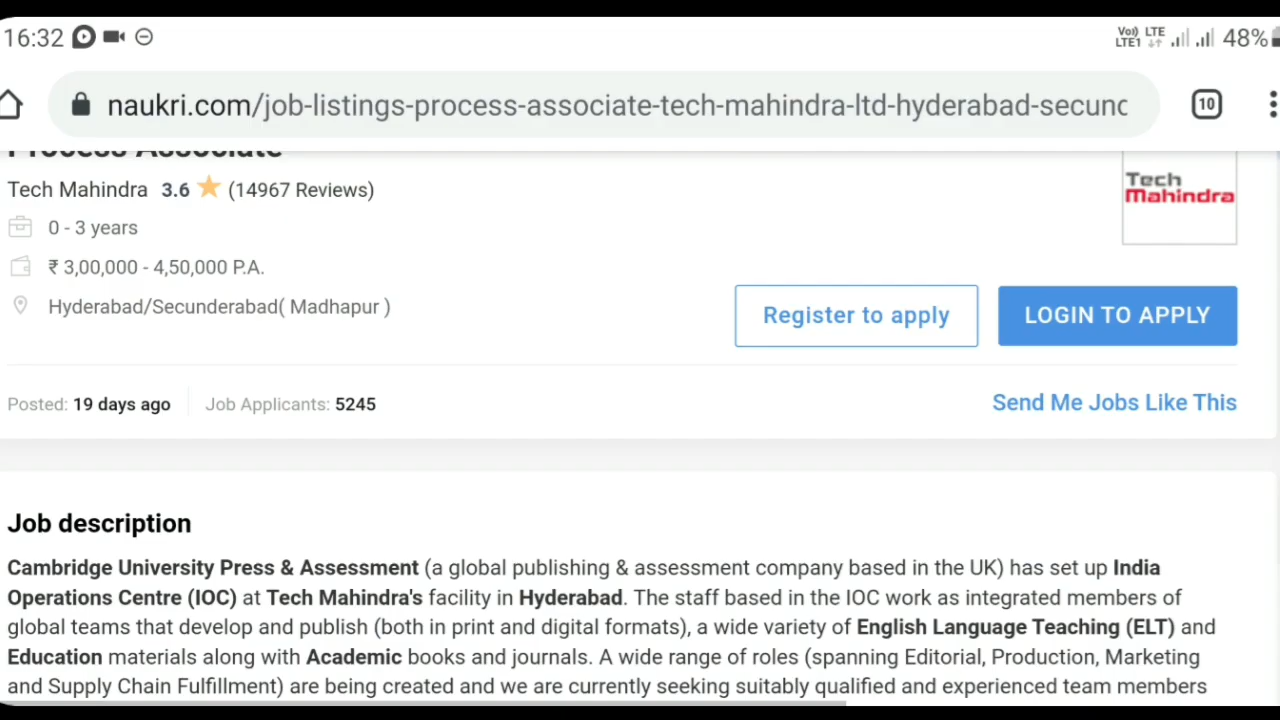 16:32 Vo) LTE LTE1 48%
naukri.com/job-listings-process-associate-tech-mahindra-ltd-hyderabad-secunc 10
Process Associate
Tech Mahindra 3.6 (14967 Reviews)
Tech
Mahindra
0 - 3 years
₹ 3,00,000 - 4,50,000 P.A.
Hyderabad/Secunderabad( Madhapur )
Register to apply LOGIN TO APPLY
Posted: 19 days ago Job Applicants: 5245 Send Me Jobs Like This
Job description
Cambridge University Press & Assessment (a global publishing & assessment company based in the UK) has set up India
Operations Centre (IOC) at Tech Mahindra's facility in Hyderabad. The staff based in the IOC work as integrated members of
global teams that develop and publish (both in print and digital formats), a wide variety of English Language Teaching (ELT) and
Education materials along with Academic books and journals. A wide range of roles (spanning Editorial, Production, Marketing
and Supply Chain Fulfillment) are being created and we are currently seeking suitably qualified and experienced team members